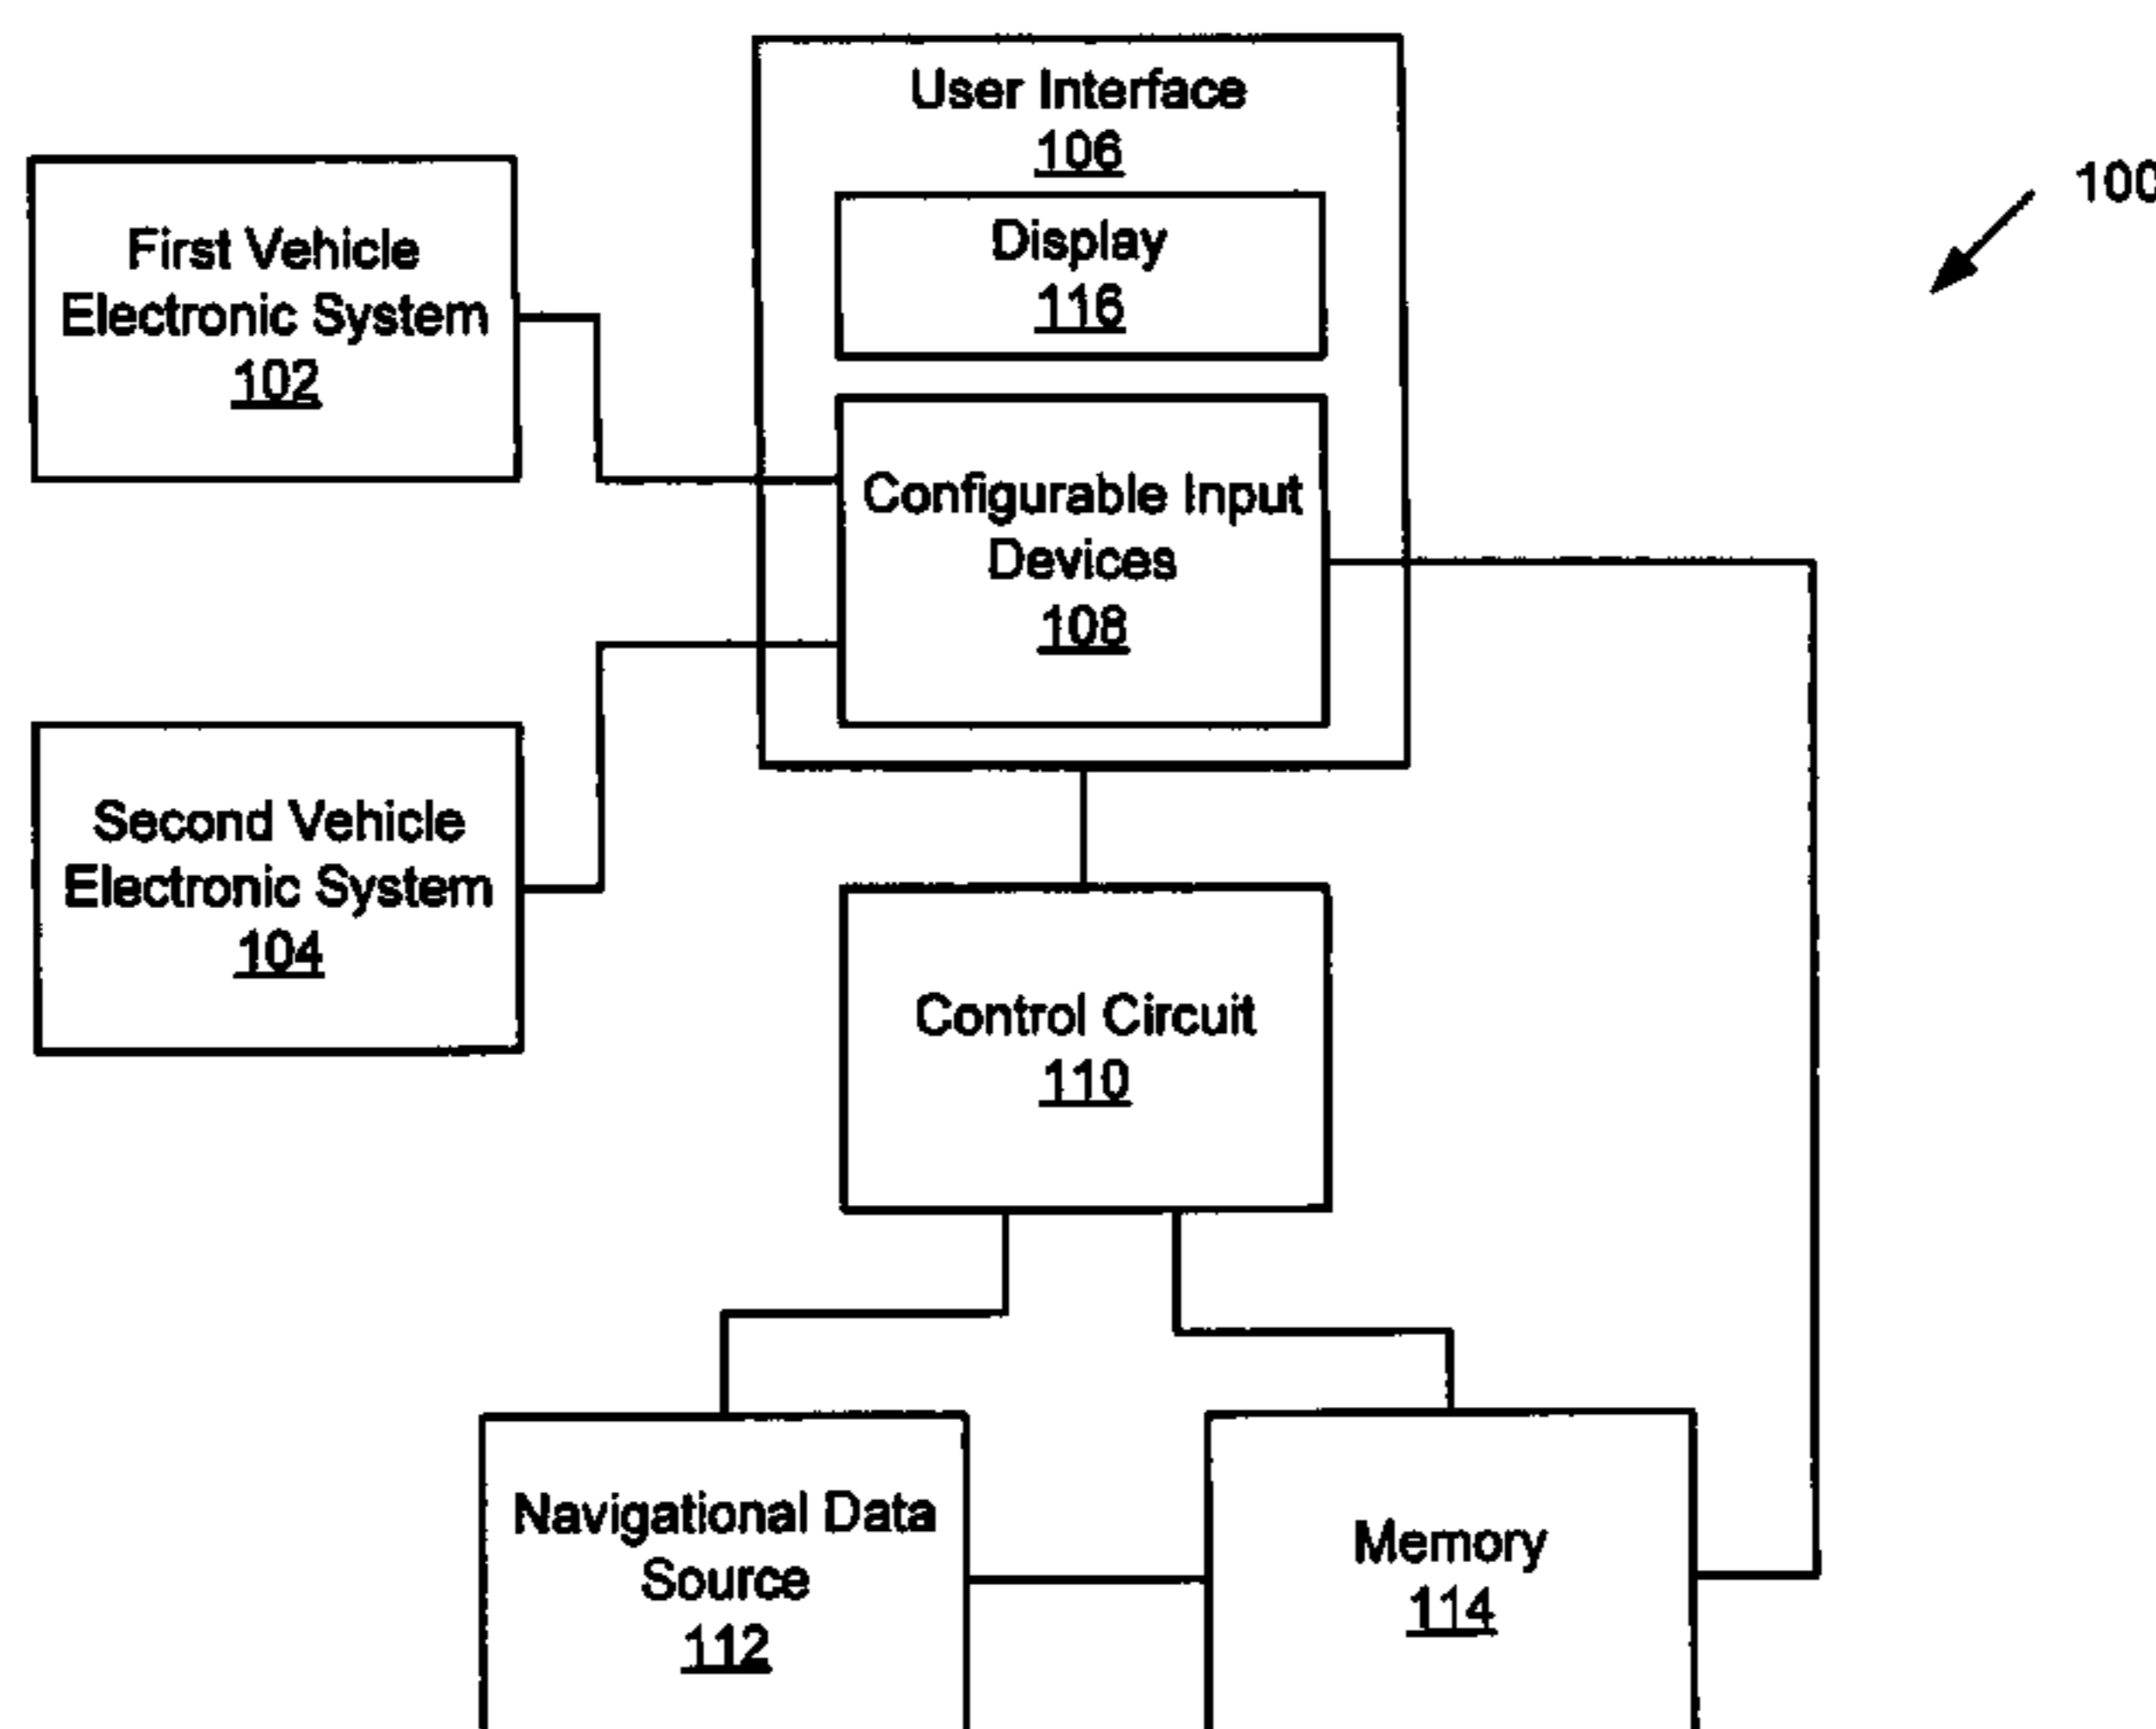 User Interface
106
Display
116
Configurable Input
Devices
108
First Vehicle
Electronic System
102
Second Vehicle
Electronic System
104
Control Circuit
110
Navigational Data
Source
112
Memory
114
100